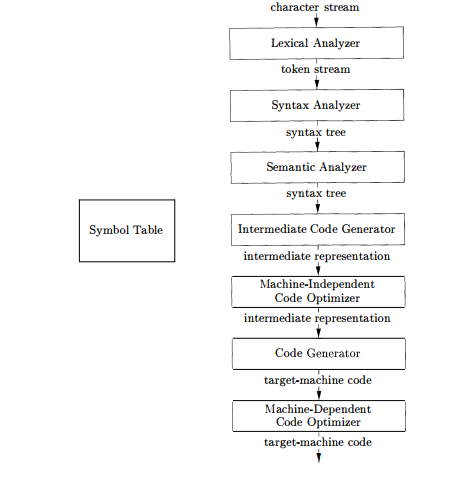 character stream
Lexical Analyzer
token stream
Syntax Analyzer
syntax tree
Semantic Analyzer
syntax tree
Symbol Table
Intermediate Code Generator
intermediate representation
Machine-Independent
Code Optimizer
intermediate representation
Code Generator
target-machine code
Machine-Dependent
Code Optimizer
target-machine code